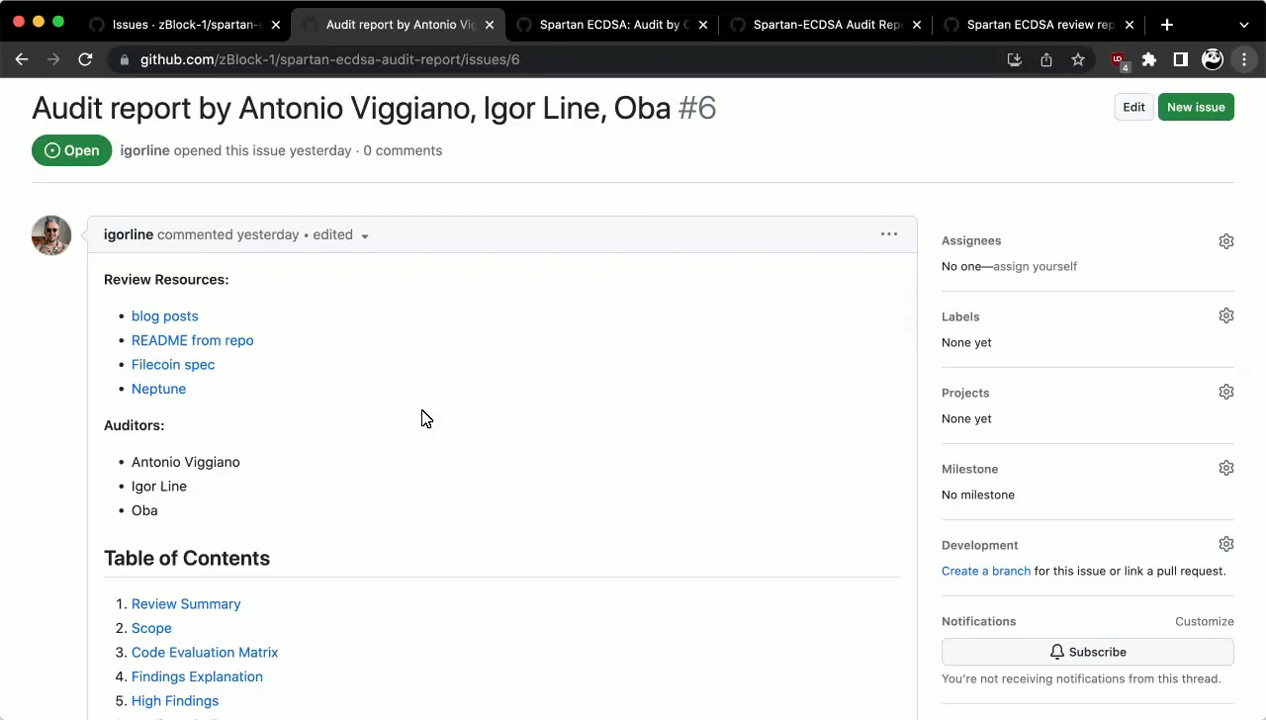 Issues · zBlock-1/spartan-
Audit report by Antonio Vig
Spartan ECDSA: Audit by
Spartan-ECDSA Audit Rep
Spartan ECDSA review rep
github.com/zBlock-1/spartan-ecdsa-audit-report/issues/6
4
Audit report by Antonio Viggiano, Igor Line, Oba #6
Edit
New issue
Open
igorline opened this issue yesterday · 0 comments
igorline commented yesterday • edited
Review Resources:
• blog posts
• README from repo
• Filecoin spec
• Neptune
Auditors:
• Antonio Viggiano
• Igor Line
• Oba
Table of Contents
1. Review Summary
2. Scope
3. Code Evaluation Matrix
4. Findings Explanation
5. High Findings
Assignees
No one—assign yourself
Labels
None yet
Projects
None yet
Milestone
No milestone
Development
Create a branch for this issue or link a pull request.
Notifications
Customize
Subscribe
You're not receiving notifications from this thread.